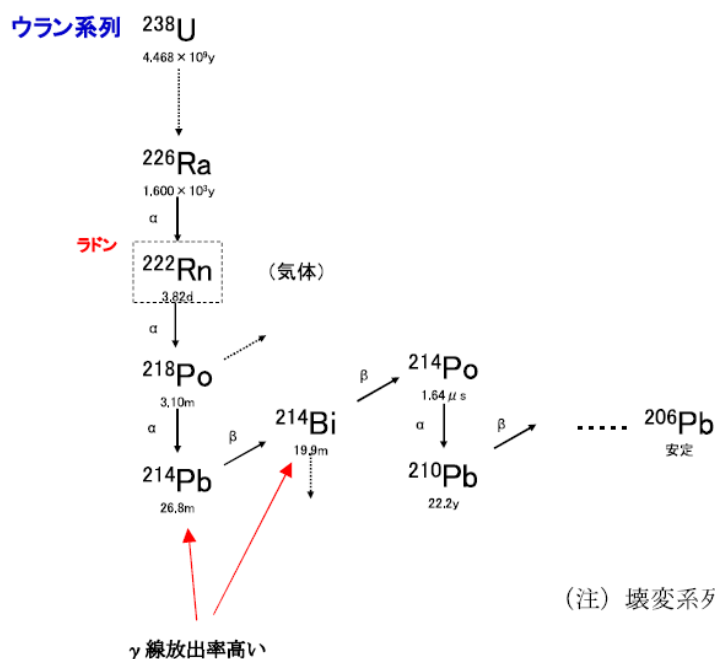 ウラン系列
²³⁸U
4.468×10⁹y
²²⁶Ra
1.600×10³y
α
ラドン
²²²Rn
(気体)
3.82d
α
²¹⁸Po
3.10m
α
²¹⁴Pb
26.8m
β
²¹⁴Bi
19.9m
β
²¹⁴Po
1.64μs
α
²¹⁰Pb
22.2y
β
.....
²⁰⁶Pb
安定
(注) 壊変系列
γ線放出率高い